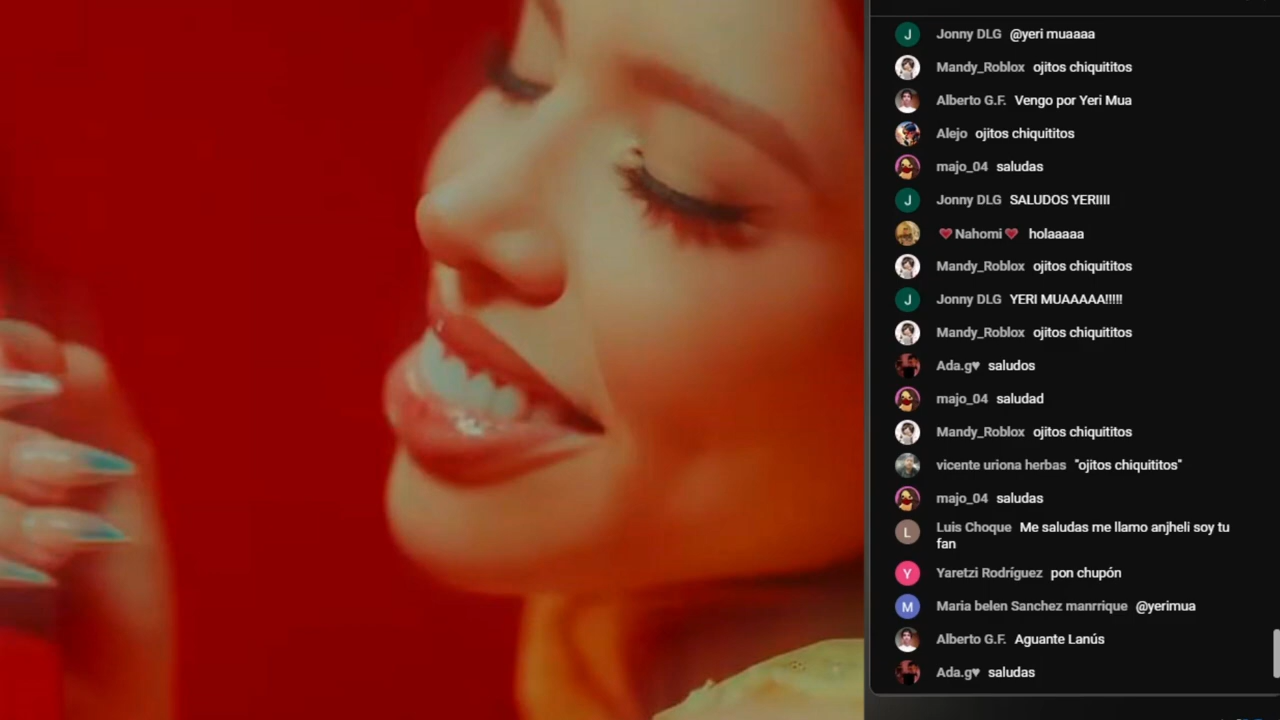 Jonny DLG @yeri muaaaa
Mandy_Roblox ojitos chiquititos
Alberto G.F. Vengo por Yeri Mua
Alejo ojitos chiquititos
majo_04 saludas
J
Jonny DLG SALUDOS YERIIII
❤Nahomi❤ holaaaaa
Mandy_Roblox ojitos chiquititos
J
Jonny DLG YERI MUAAAAA!!!!!
Mandy_Roblox ojitos chiquititos
Ada.g♥ saludos
majo_04 saludad
Mandy_Roblox ojitos chiquititos
vicente uriona herbas "ojitos chiquititos"
majo_04 saludas
L
Luis Choque Me saludas me llamo anjheli soy tu
fan
Y
Yaretzi Rodríguez pon chupón
M
Maria belen Sanchez manrrique @yerimua
Alberto G.F. Aguante Lanús
Ada.g♥ saludas